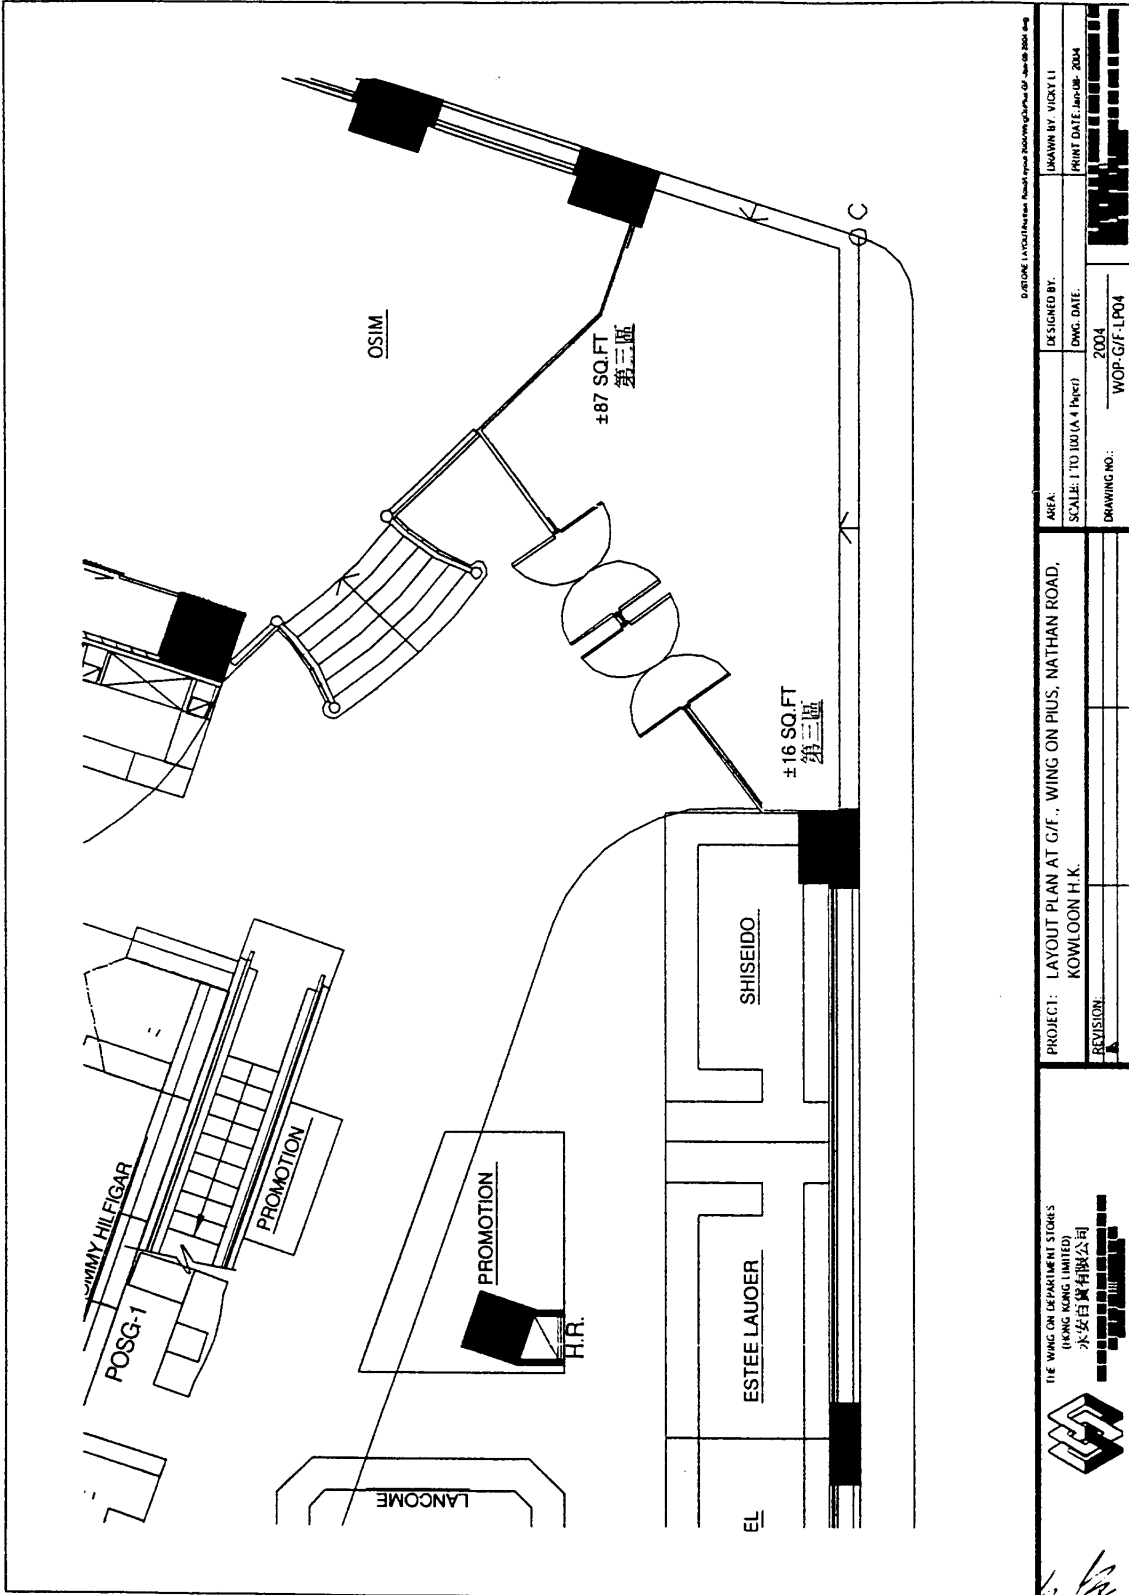 OSIM
±87 SQ.FT
第三區
±16 SQ.FT
第三區
SHISEIDO
OMMY HILFIGAR
PROMOTION
POSG-1
PROMOTION
H.R.
ESTEE LAUOER
LANCOME
EL
C
THE WING ON DEPARTMENT STORES
(HONG KONG LIMITED)
永安百貨有限公司
PROJECT: LAYOUT PLAN AT G/F., WING ON PlUS, NATHAN ROAD,
KOWLOON H.K.
REVISION:
AREA:
DESIGNED BY:
DRAWN BY: VICKY LI
SCALE: 1 TO 100 (A 4 Paper)
DWG. DATE:
PRINT DATE: Jan-08- 2004
DRAWING NO.:
2004
WOP-G/F-LP04